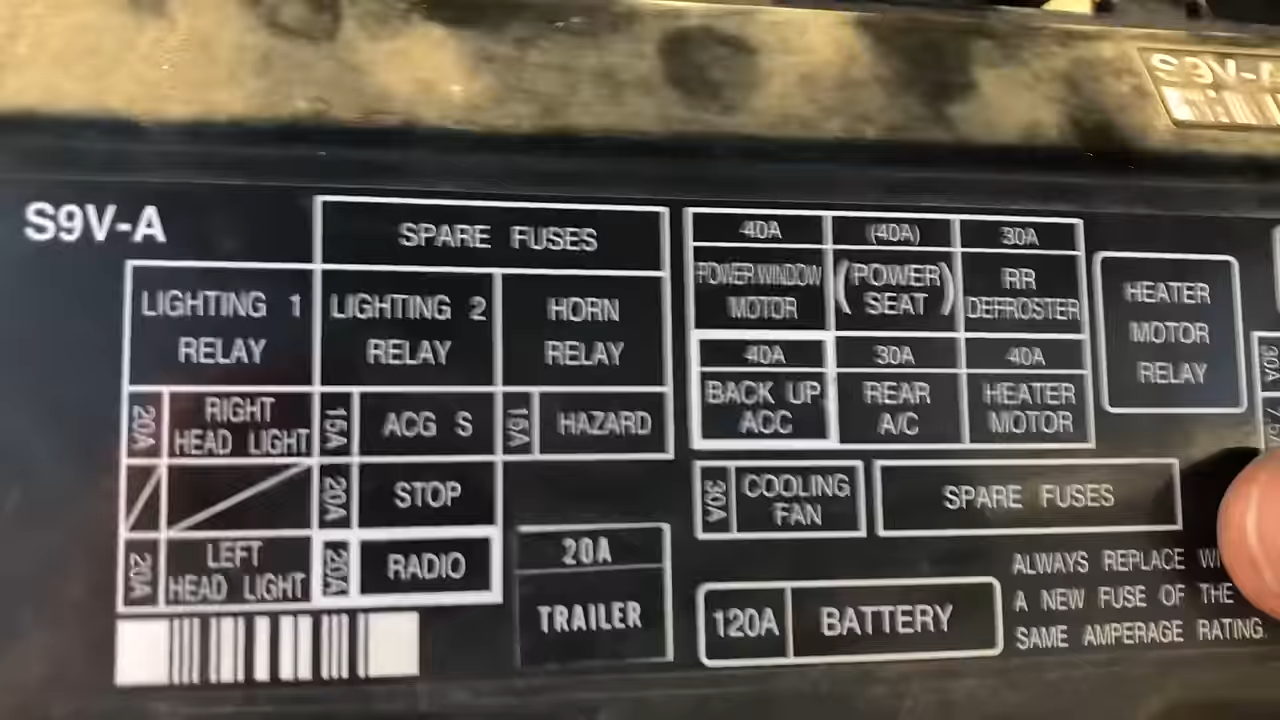 S9V-A
S9V-A
SPARE FUSES
LIGHTING 1
RELAY
LIGHTING 2
RELAY
HORN
RELAY
20A
RIGHT
HEAD LIGHT
15A
ACG S
15A
HAZARD
20A
STOP
20A
LEFT
HEAD LIGHT
20A
RADIO
20A
TRAILER
40A
POWER WINDOW
MOTOR
(40A)
(POWER
SEAT)
30A
RR
DEFROSTER
40A
BACK UP
ACC
30A
REAR
A/C
40A
HEATER
MOTOR
HEATER
MOTOR
RELAY
30A
COOLING
FAN
SPARE FUSES
120A
BATTERY
30A
ALWAYS REPLACE
A NEW FUSE OF THE
SAME AMPERAGE RATING.